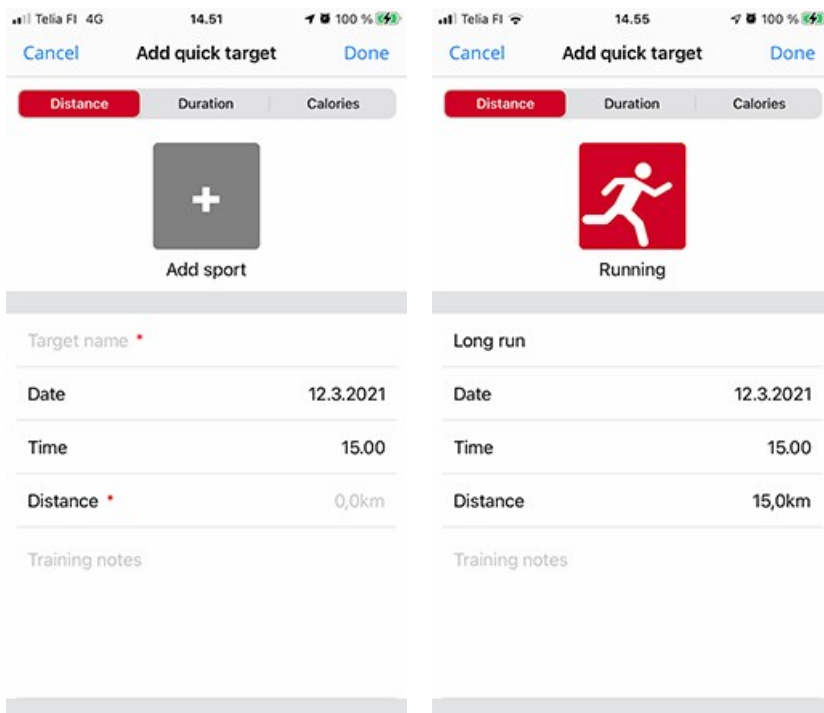 Telia FI 4G 14.51 100 %
Cancel Add quick target Done
Distance Duration Calories
+
Add sport
Target name *
Date 12.3.2021
Time 15.00
Distance * 0,0km
Training notes
Telia FI 14.55 100 %
Cancel Add quick target Done
Distance Duration Calories
Running
Long run
Date 12.3.2021
Time 15.00
Distance 15,0km
Training notes